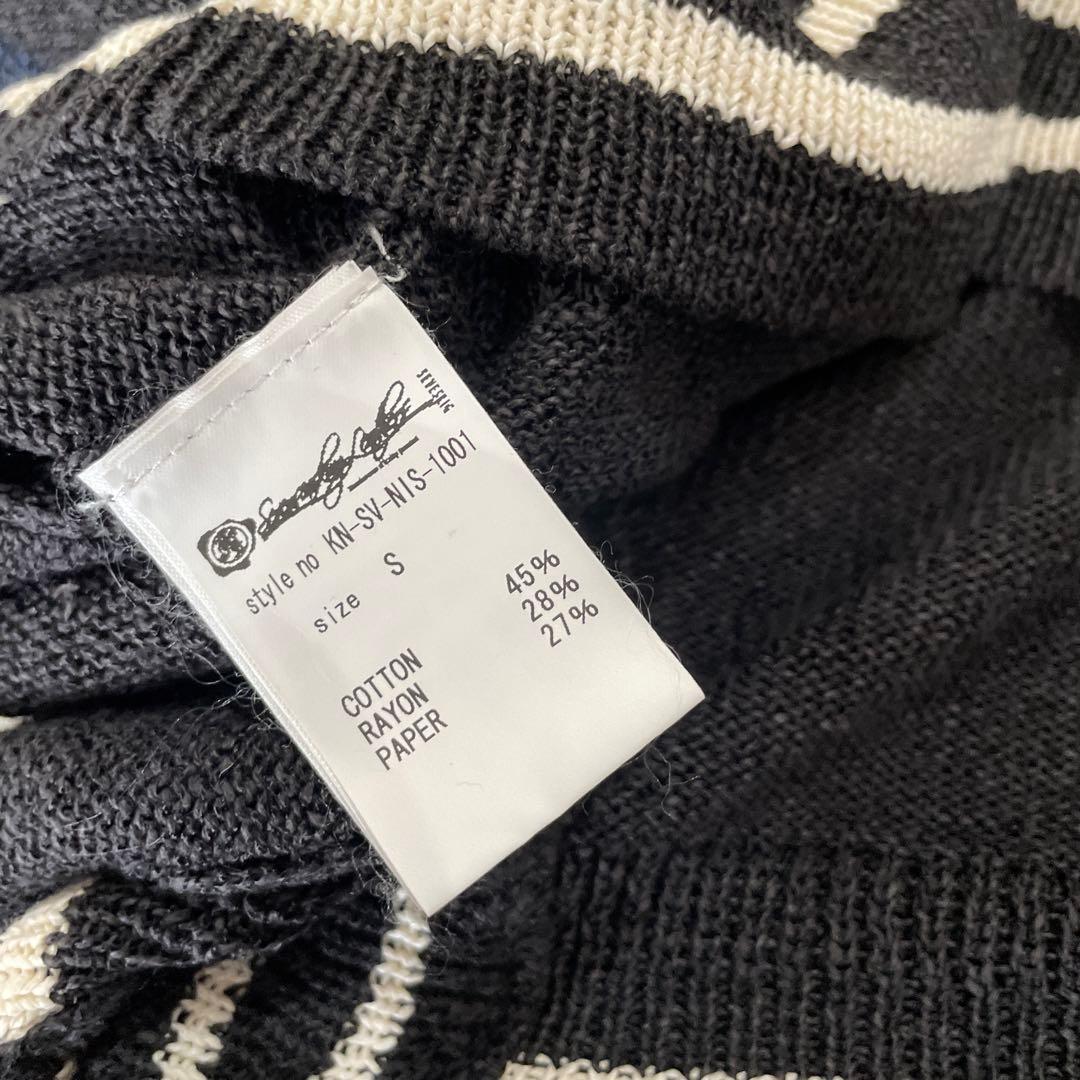 style no KN-SV-NIS-1001
size S
COTTON 45%
RAYON 28%
PAPER 27%